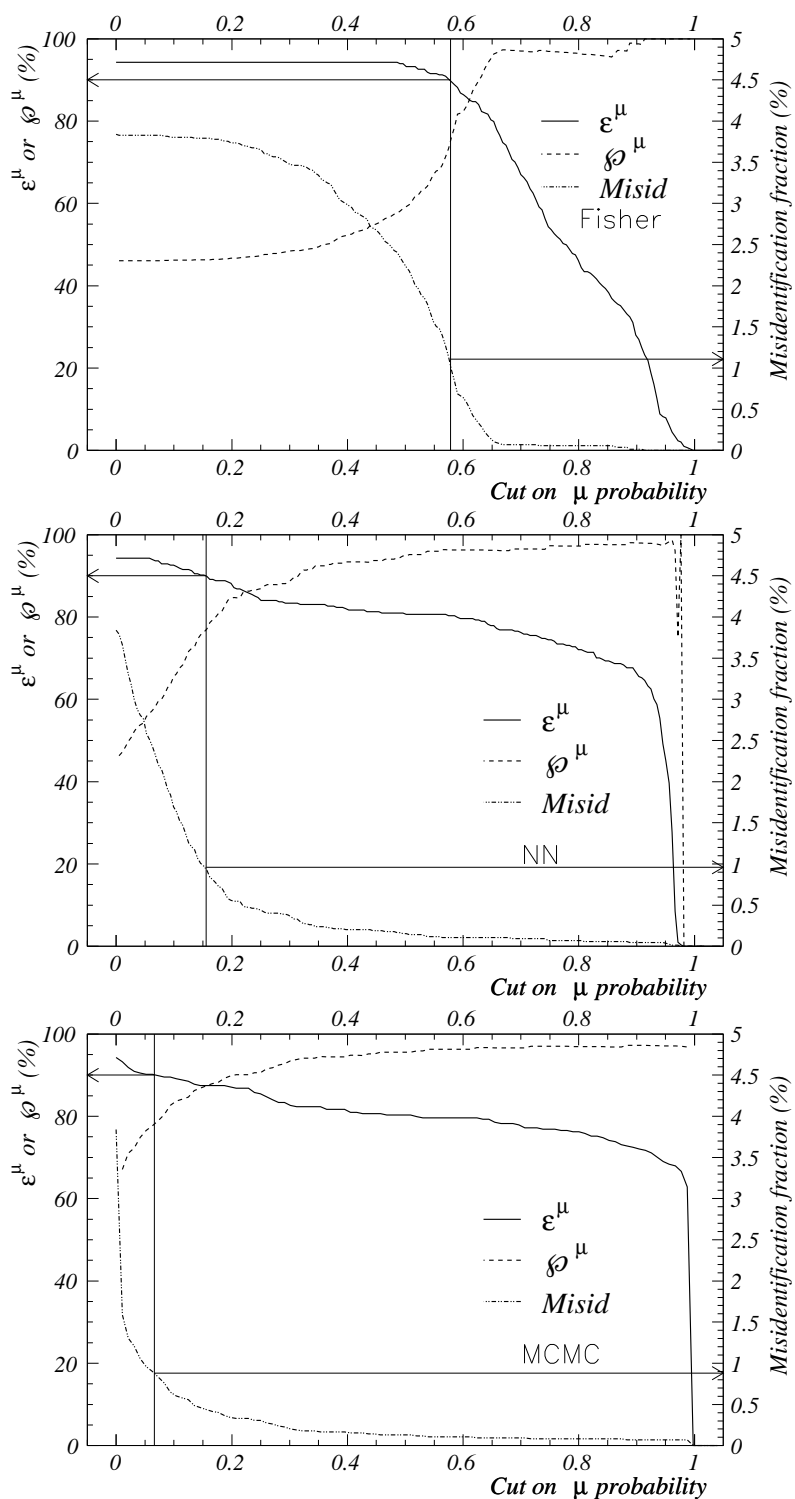 0 0.2 0.4 0.6 0.8 1
100 80 60 40 20 0
ε^μ or ℘^μ (%)
ε^μ
℘^μ
Misid
Fisher
5 4.5 4 3.5 3 2.5 2 1.5 1 0.5 0
Misidentification fraction (%)
0 0.2 0.4 0.6 0.8 1
Cut on μ probability
0 0.2 0.4 0.6 0.8 1
100 80 60 40 20 0
ε^μ or ℘^μ (%)
ε^μ
℘^μ
Misid
NN
5 4.5 4 3.5 3 2.5 2 1.5 1 0.5 0
Misidentification fraction (%)
0 0.2 0.4 0.6 0.8 1
Cut on μ probability
0 0.2 0.4 0.6 0.8 1
100 80 60 40 20 0
ε^μ or ℘^μ (%)
ε^μ
℘^μ
Misid
MCMC
5 4.5 4 3.5 3 2.5 2 1.5 1 0.5 0
Misidentification fraction (%)
0 0.2 0.4 0.6 0.8 1
Cut on μ probability